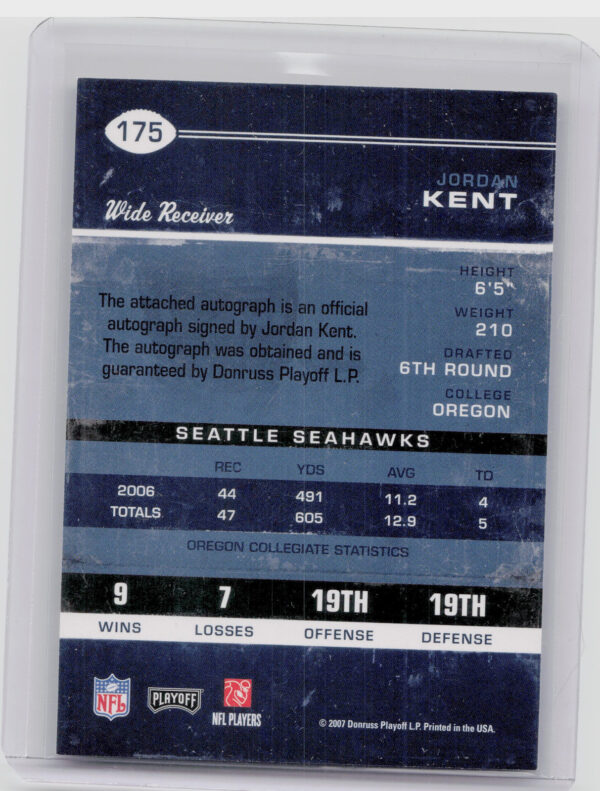 175
JORDAN
KENT
Wide Receiver
HEIGHT
6'5"
WEIGHT
210
DRAFTED
6TH ROUND
COLLEGE
OREGON
The attached autograph is an official
autograph signed by Jordan Kent.
The autograph was obtained and is
guaranteed by Donruss Playoff L.P.
SEATTLE SEAHAWKS
REC YDS AVG TD
2006 44 491 11.2 4
TOTALS 47 605 12.9 5
OREGON COLLEGIATE STATISTICS
9 7 19TH 19TH
WINS LOSSES OFFENSE DEFENSE
NFL
PLAYOFF
NFL PLAYERS
© 2007 Donruss Playoff L.P. Printed in the USA.